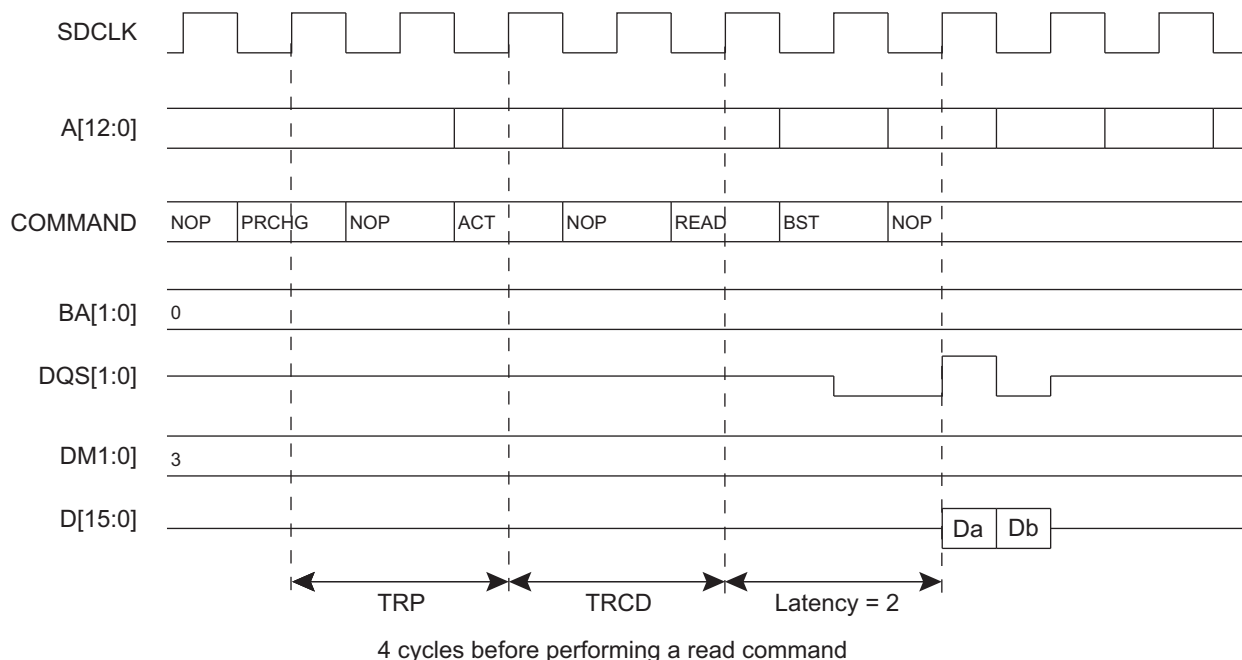 SDCLK
A[12:0]
COMMAND NOP PRCHG NOP ACT NOP READ BST NOP
BA[1:0] 0
DQS[1:0]
DM1:0] 3
D[15:0] Da Db
TRP TRCD Latency = 2
4 cycles before performing a read command